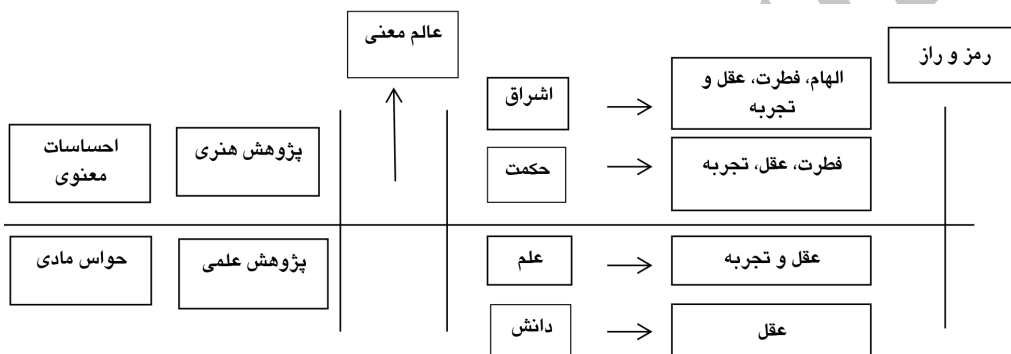 رمز و راز
عالم معنی
الهام، فطرت، عقل و
تجربه
اشراق
فطرت، عقل، تجربه
حکمت
پژوهش هنری
احساسات
معنوی
عقل و تجربه
علم
پژوهش علمی
حواس مادی
عقل
دانش